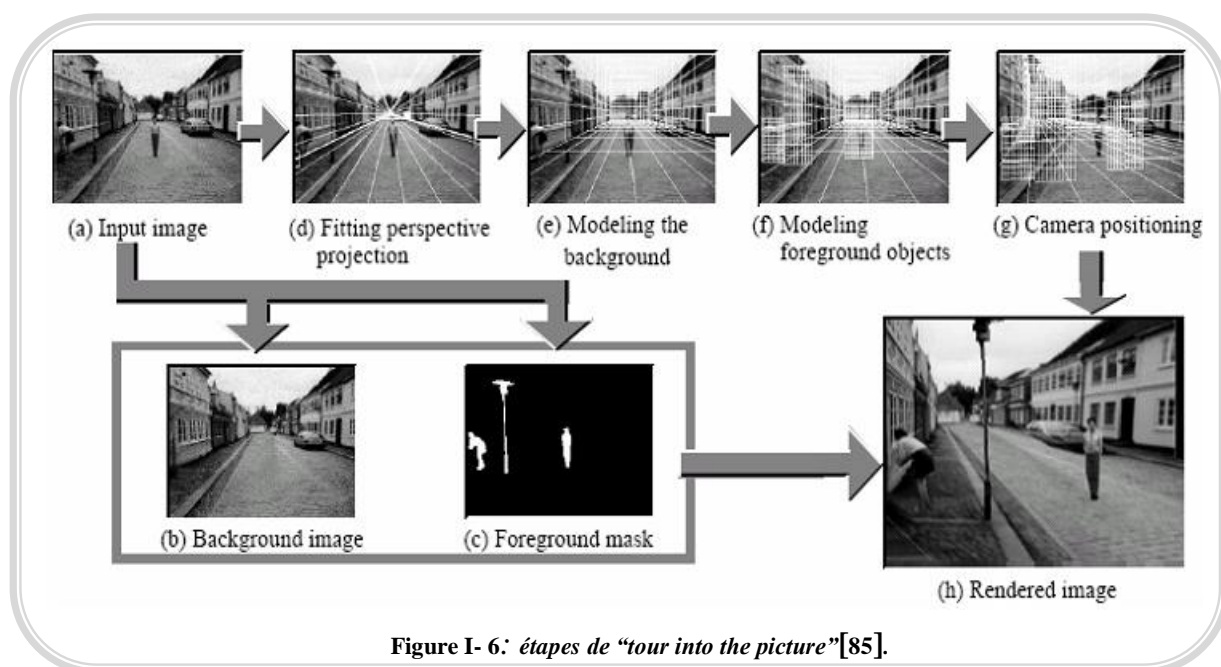 (a) Input image
(d) Fitting perspective
projection
(e) Modeling the
background
(f) Modeling
foreground objects
(g) Camera positioning
(b) Background image
(c) Foreground mask
(h) Rendered image
Figure I- 6: étapes de “tour into the picture”[85].